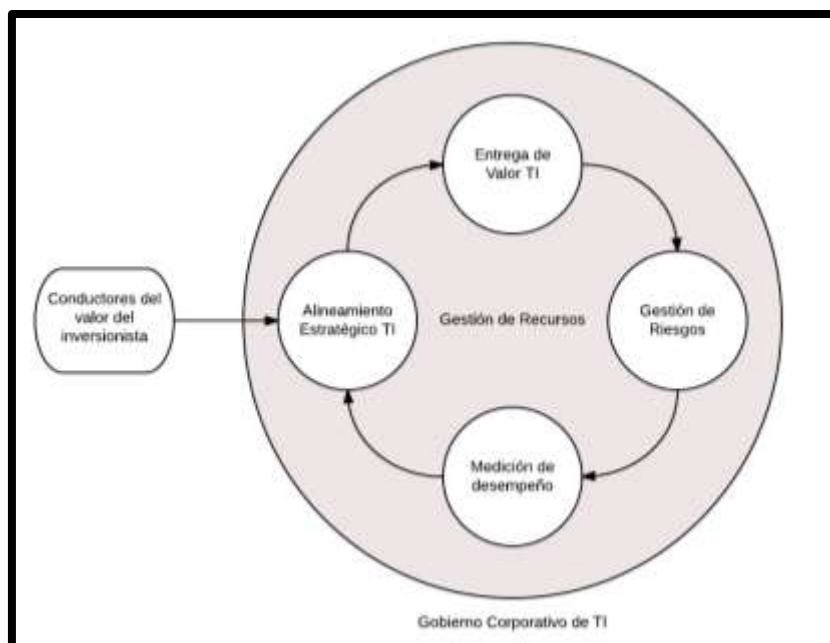 Entrega de
Valor TI
Conductores del
valor del
inversionista
Alineamiento
Estratégico TI
Gestión de Recursos
Gestión de
Riesgos
Medición de
desempeño
Gobierno Corporativo de TI